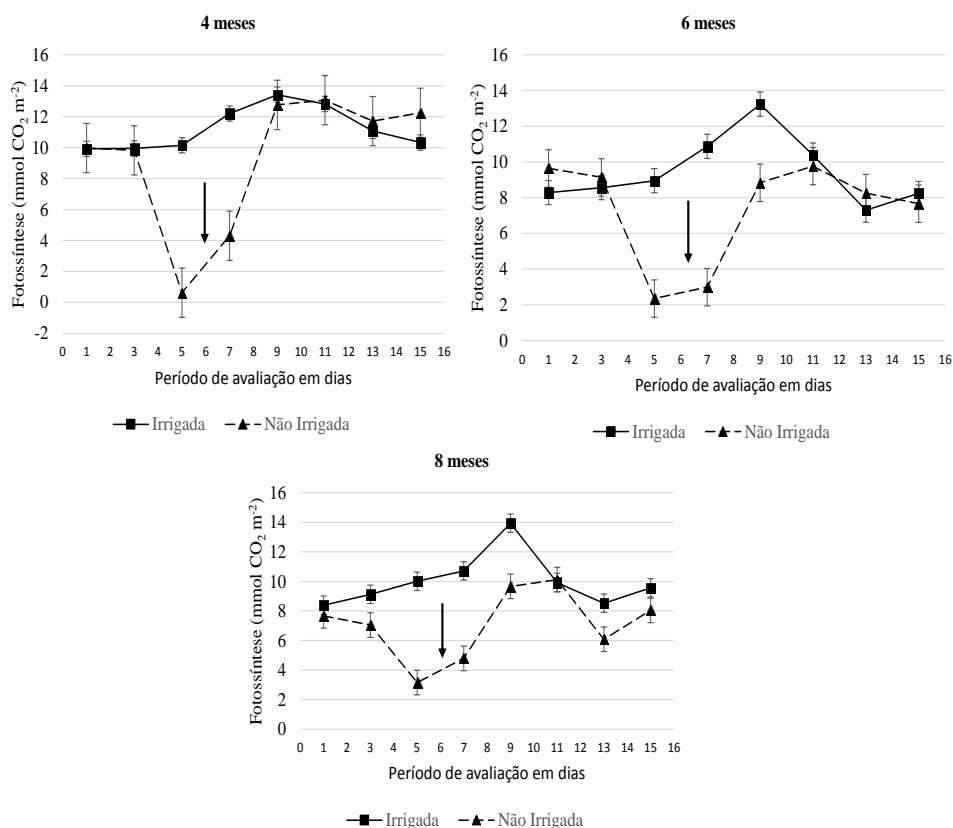 4 meses
Fotossíntese (mmol CO₂ m⁻²)
16
14
12
10
8
6
4
2
0
-2
0 1 2 3 4 5 6 7 8 9 10 11 12 13 14 15 16
Período de avaliação em dias
Irrigada Não Irrigada
6 meses
Fotossíntese (mmol CO₂ m⁻²)
16
14
12
10
8
6
4
2
0
0 1 2 3 4 5 6 7 8 9 10 11 12 13 14 15 16
Período de avaliação em dias
Irrigada Não Irrigada
8 meses
Fotossíntese (mmol CO₂ m⁻²)
16
14
12
10
8
6
4
2
0
0 1 2 3 4 5 6 7 8 9 10 11 12 13 14 15 16
Período de avaliação em dias
Irrigada Não Irrigada